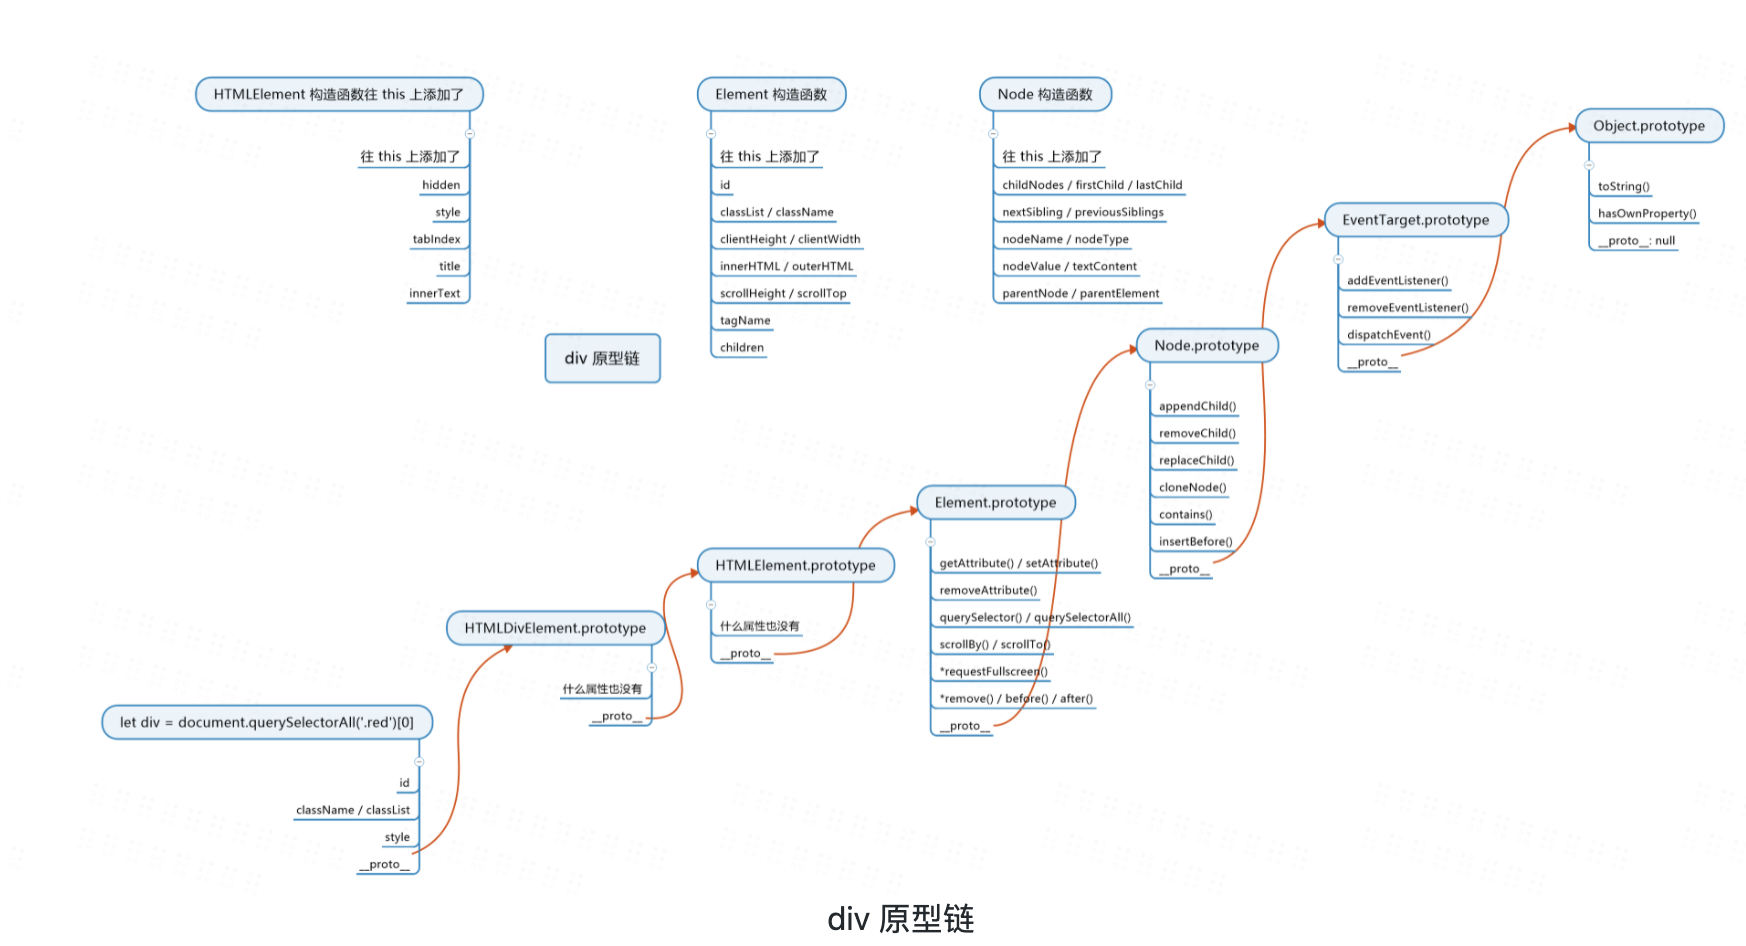 HTMLElement 构造函数往 this 上添加了
往 this 上添加了
hidden
style
tabIndex
title
innerText
Element 构造函数
往 this 上添加了
id
classList / className
clientHeight / clientWidth
innerHTML / outerHTML
scrollHeight / scrollTop
tagName
children
Node 构造函数
往 this 上添加了
childNodes / firstChild / lastChild
nextSibling / previousSiblings
nodeName / nodeType
nodeValue / textContent
parentNode / parentElement
Object.prototype
toString()
hasOwnProperty()
__proto__: null
EventTarget.prototype
addEventListener()
removeEventListener()
dispatchEvent()
__proto__
div 原型链
Node.prototype
appendChild()
removeChild()
replaceChild()
cloneNode()
contains()
insertBefore()
__proto__
Element.prototype
getAttribute() / setAttribute()
removeAttribute()
querySelector() / querySelectorAll()
scrollBy() / scrollTo()
*requestFullscreen()
*remove() / before() / after()
__proto__
HTMLElement.prototype
什么属性也没有
__proto__
HTMLDivElement.prototype
什么属性也没有
__proto__
let div = document.querySelectorAll('.red')[0]
id
className / classList
style
__proto__
div 原型链